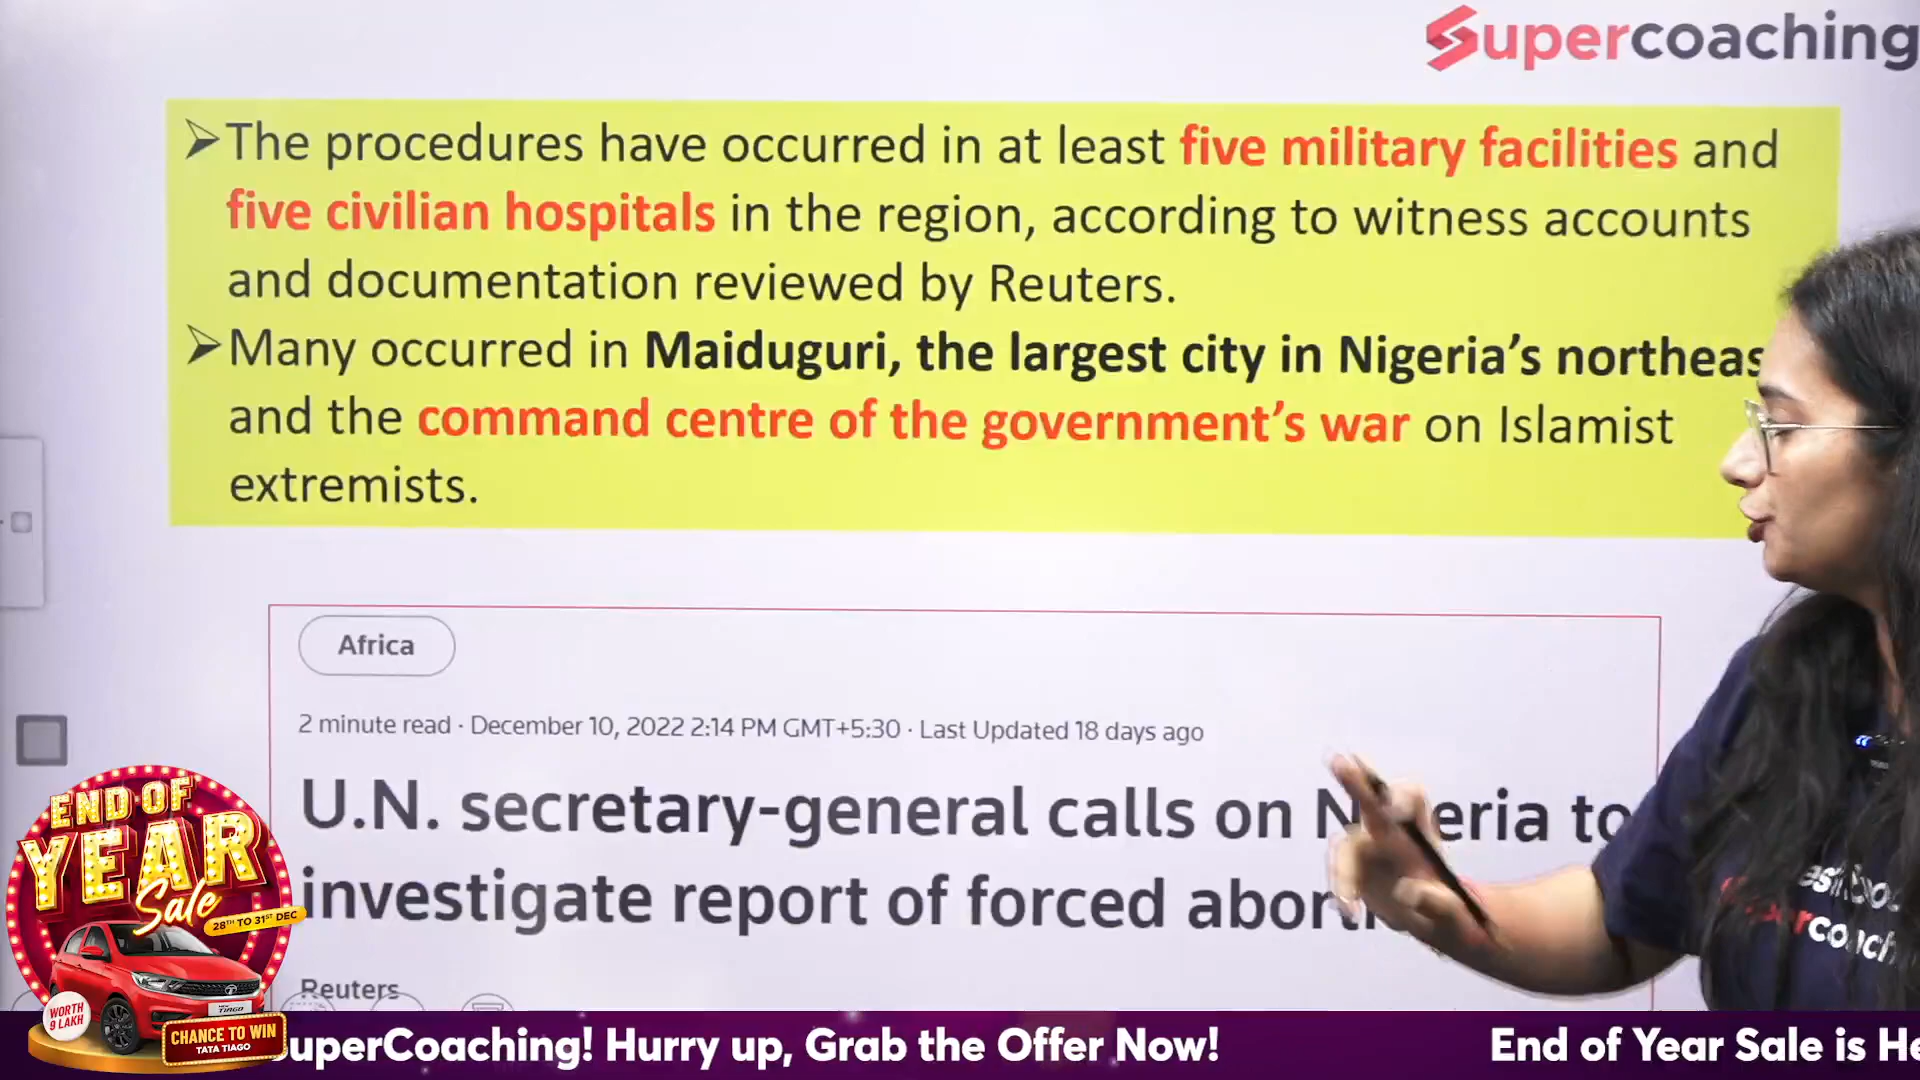 Supercoaching
The procedures have occurred in at least five military facilities and
five civilian hospitals in the region, according to witness accounts
and documentation reviewed by Reuters.
Many occurred in Maiduguri, the largest city in Nigeria's northeas
and the command centre of the government's war on Islamist
extremists.
Africa
2 minute read · December 10, 2022 2:14 PM GMT+5:30 · Last Updated 18 days ago
U.N. secretary-general calls on N eria to
investigate report of forced abort
Reuters
END OF
YEAR
Sale
28TH TO 31ST DEC
WORTH
9 LAKH
TIAGO
CHANCE TO WIN
TATA TIAGO
coach
uperCoaching! Hurry up, Grab the Offer Now!
End of Year Sale is He